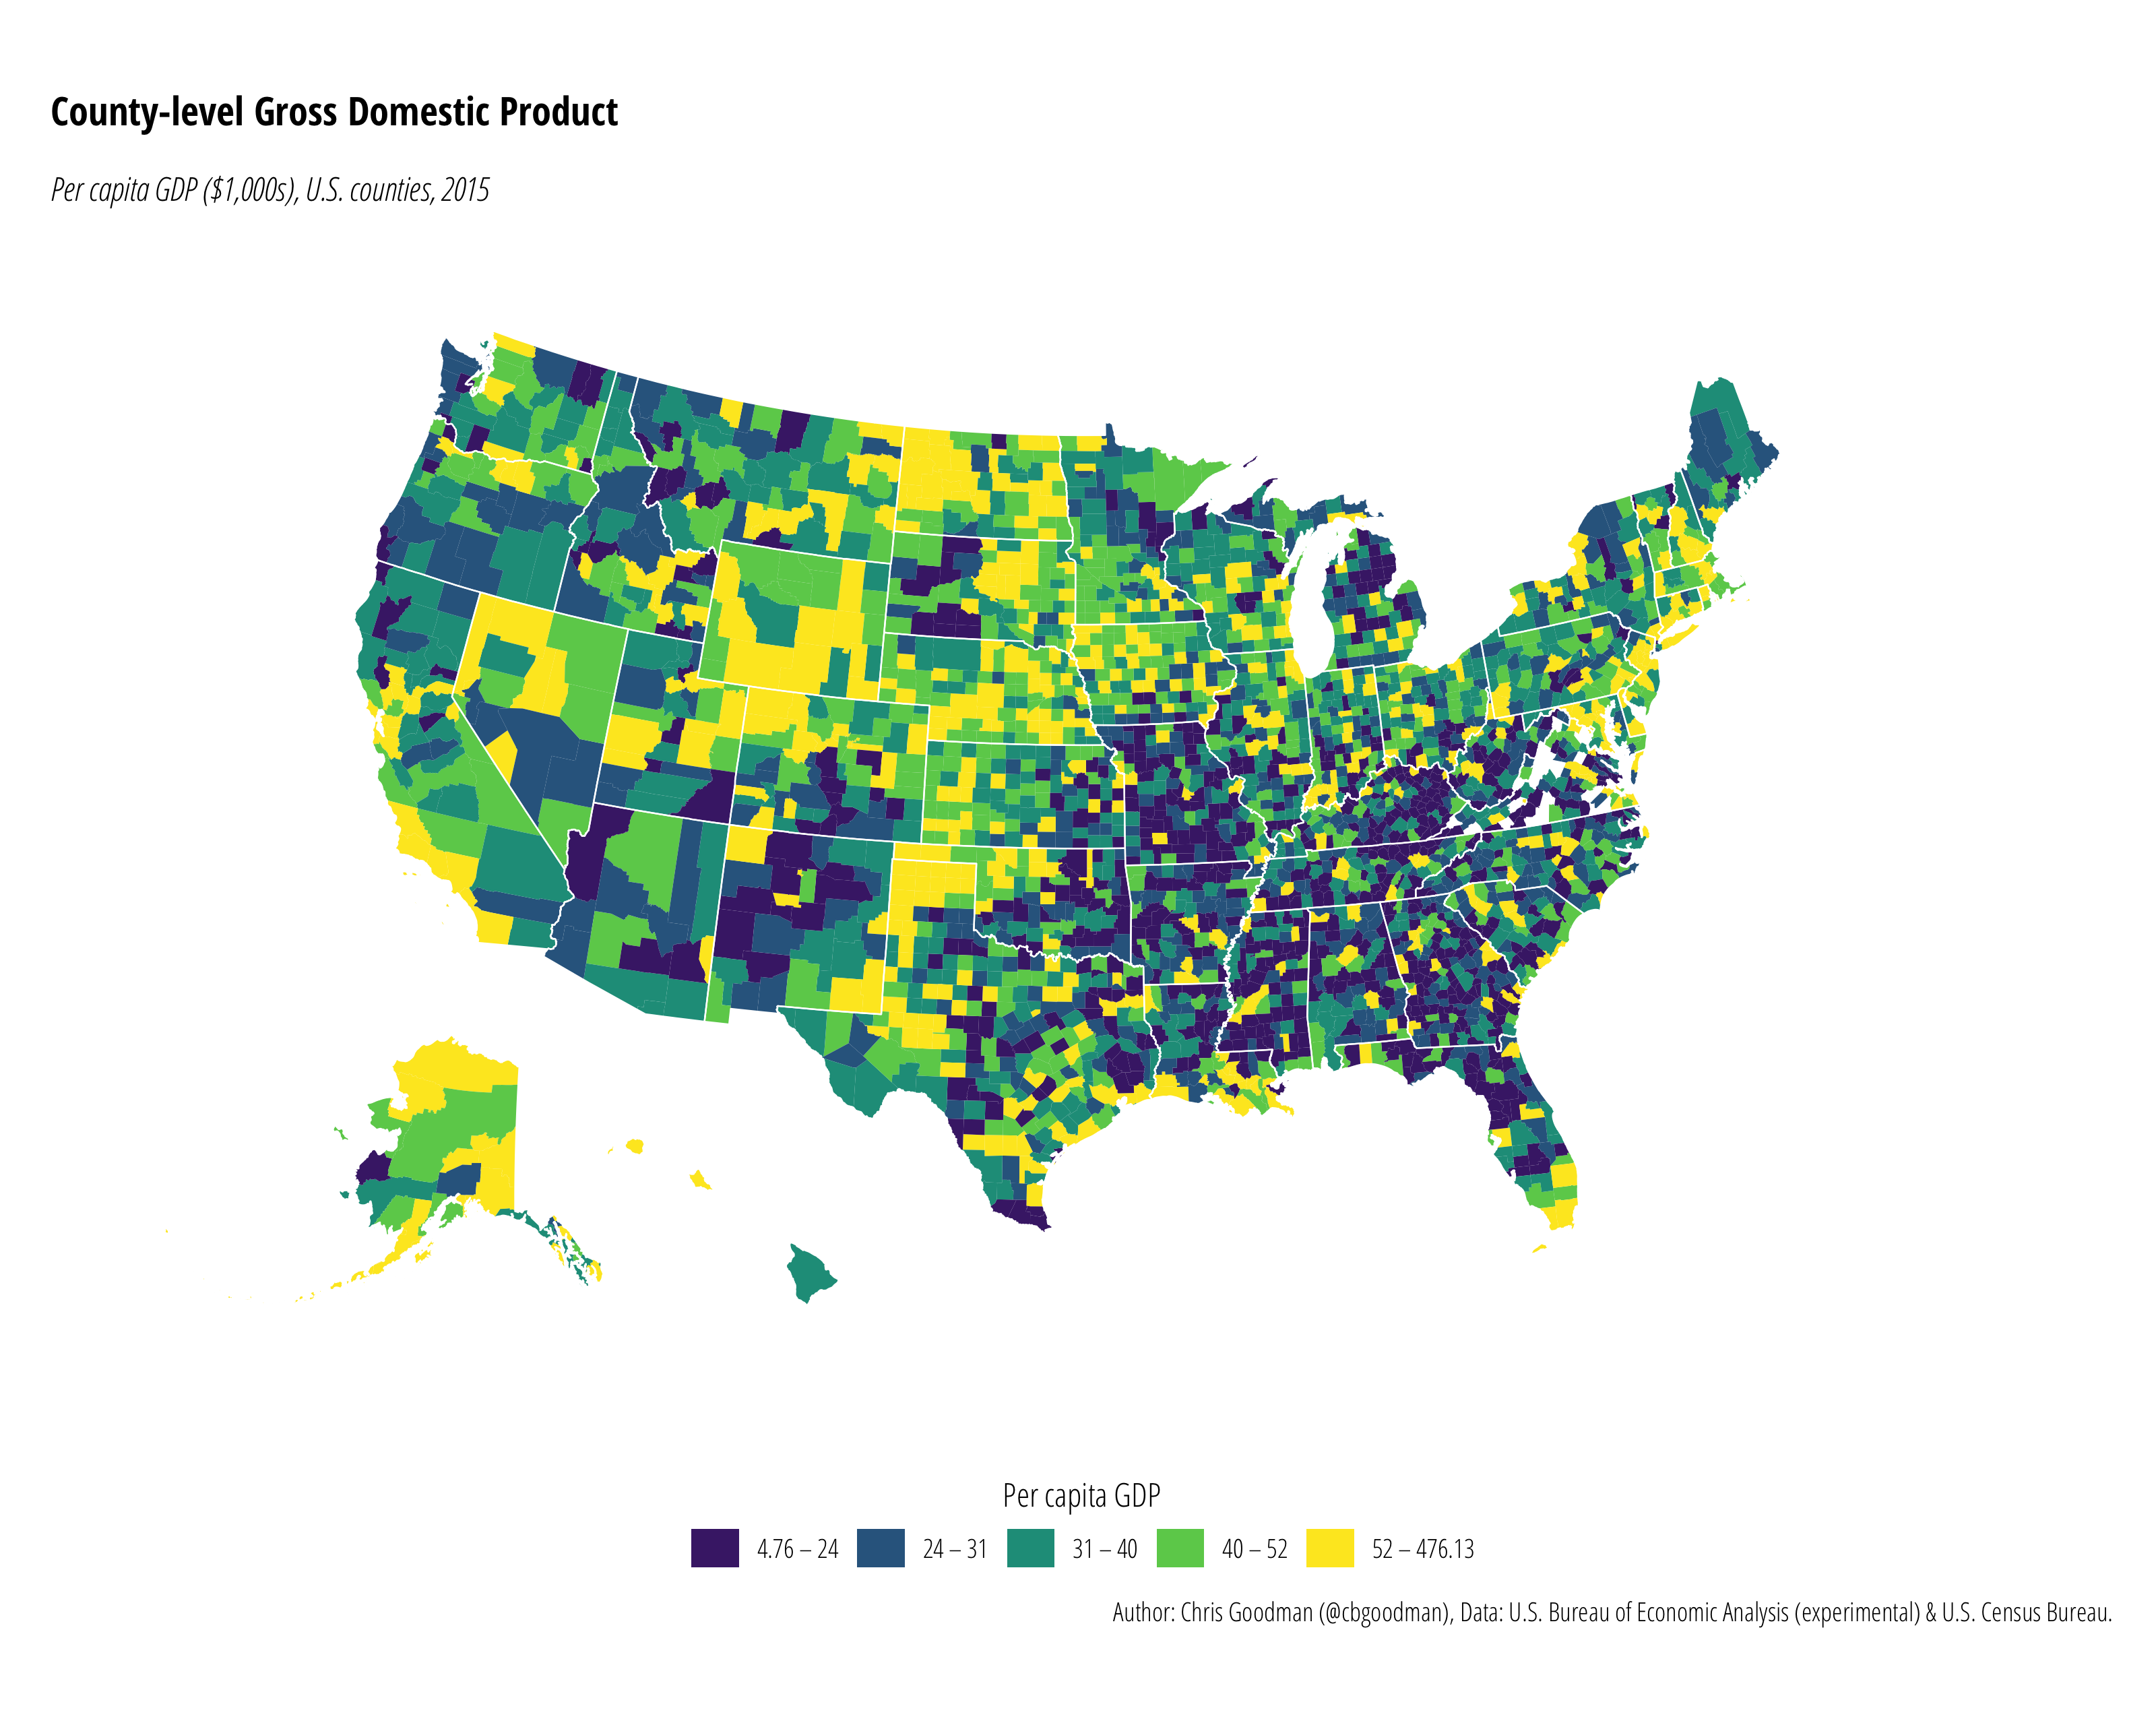 County-level Gross Domestic Product
Per capita GDP ($1,000s), U.S. counties, 2015
Per capita GDP
4.76 – 24 24 – 31 31 – 40 40 – 52 52 – 476.13
Author: Chris Goodman (@cbgoodman), Data: U.S. Bureau of Economic Analysis (experimental) & U.S. Census Bureau.